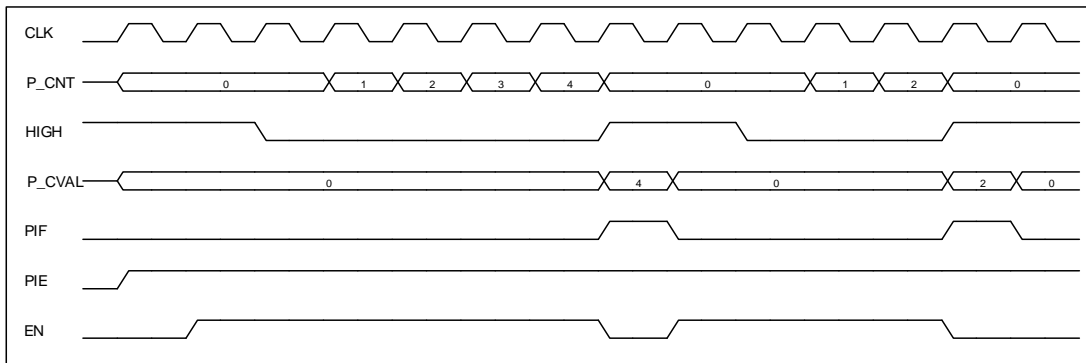 CLK
P_CNT 0 1 2 3 4 0 1 2 0
HIGH
P_CVAL 0 4 0 2 0
PIF
PIE
EN